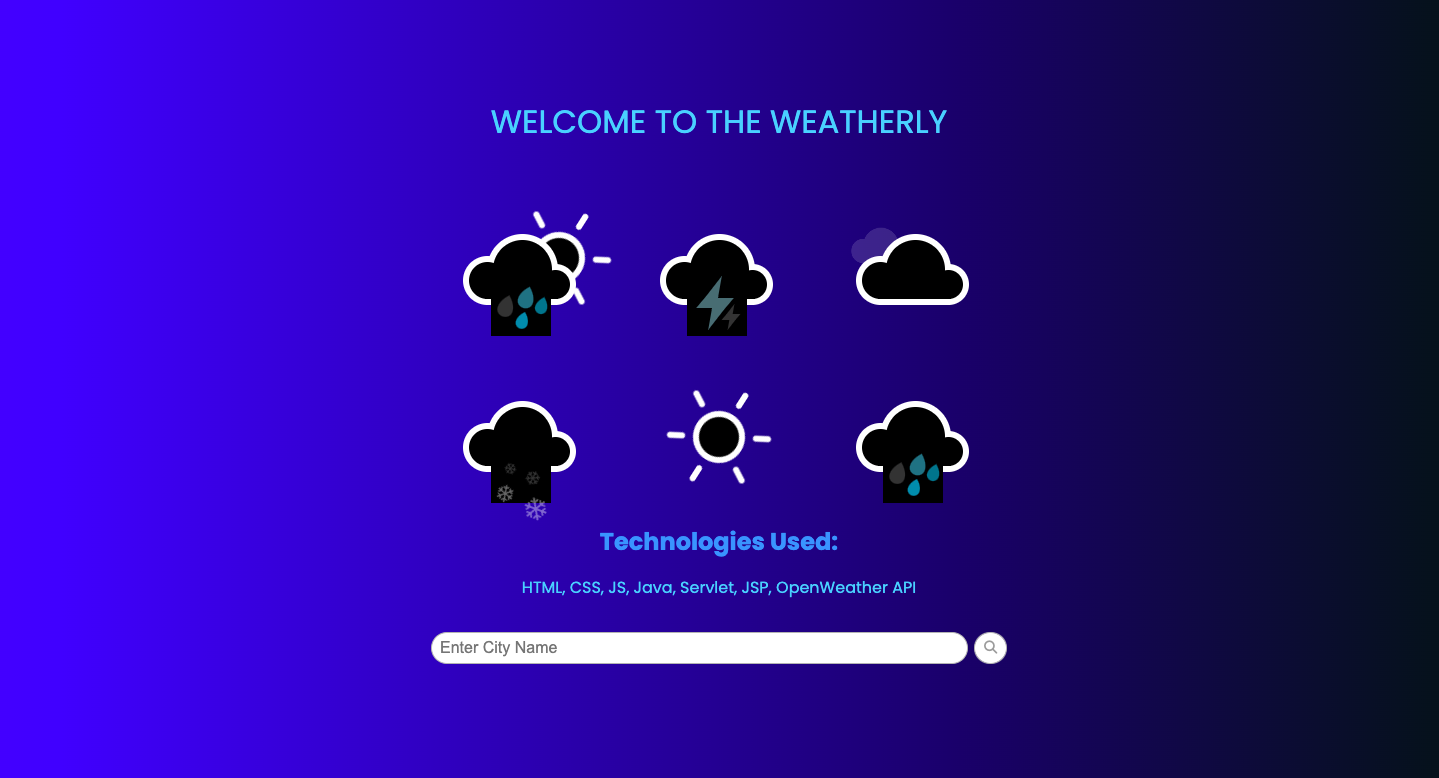 WELCOME TO THE WEATHERLY
Technologies Used:
HTML, CSS, JS, Java, Servlet, JSP, OpenWeather API
Enter City Name